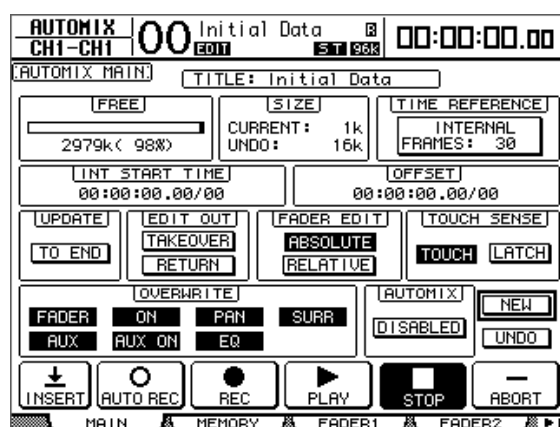 AUTOMIX
CH1-CH1
00 Initial Data R
EDIT ST 96K
00:00:00.00
AUTOMIX MAIN
TITLE: Initial Data
FREE
2979k( 98%)
SIZE
CURRENT: 1k
UNDO: 16k
TIME REFERENCE
INTERNAL
FRAMES: 30
INT START TIME
00:00:00.00/00
OFFSET
00:00:00.00/00
UPDATE
TO END
EDIT OUT
TAKEOVER
RETURN
FADER EDIT
ABSOLUTE
RELATIVE
TOUCH SENSE
TOUCH LATCH
OVERWRITE
FADER ON PAN SURR
AUX AUX ON EQ
AUTOMIX
DISABLED
NEW
UNDO
INSERT AUTO REC REC PLAY STOP ABORT
MAIN MEMORY FADER1 FADER2